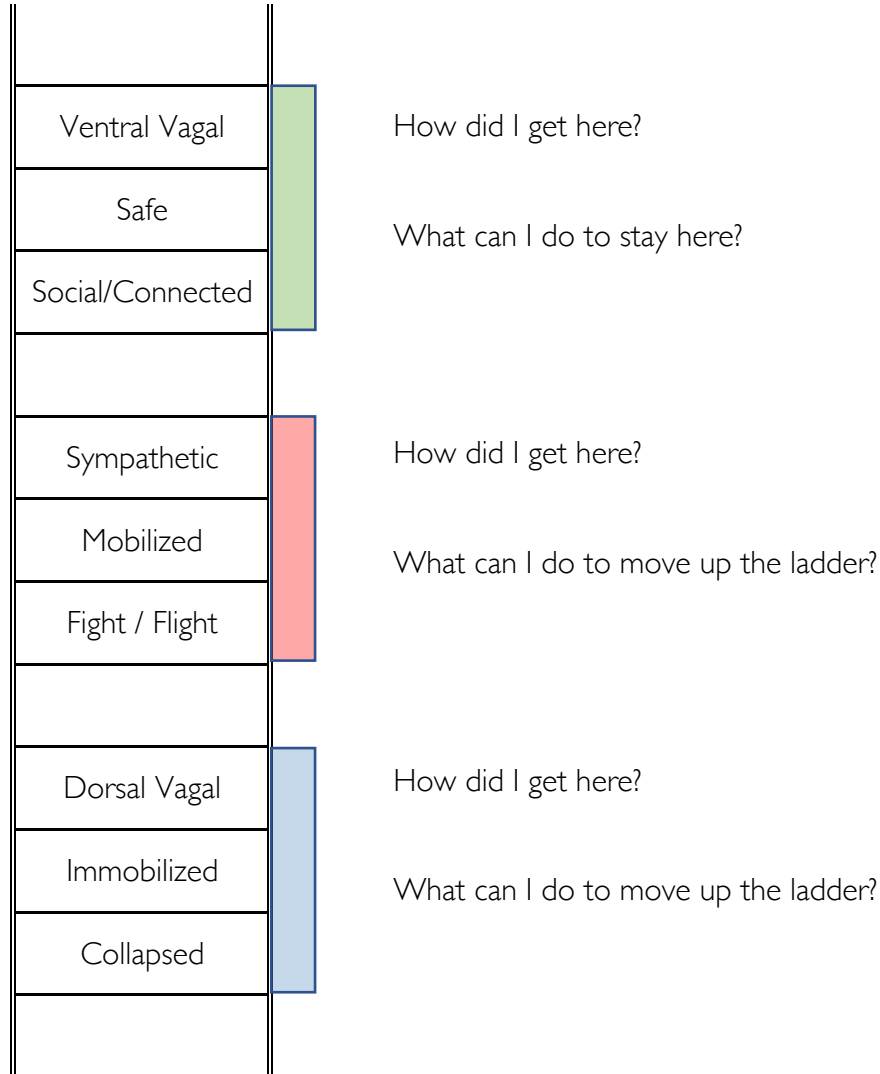 Ventral Vagal
How did I get here?
Safe
What can I do to stay here?
Social/Connected
Sympathetic
How did I get here?
Mobilized
What can I do to move up the ladder?
Fight / Flight
Dorsal Vagal
How did I get here?
Immobilized
What can I do to move up the ladder?
Collapsed